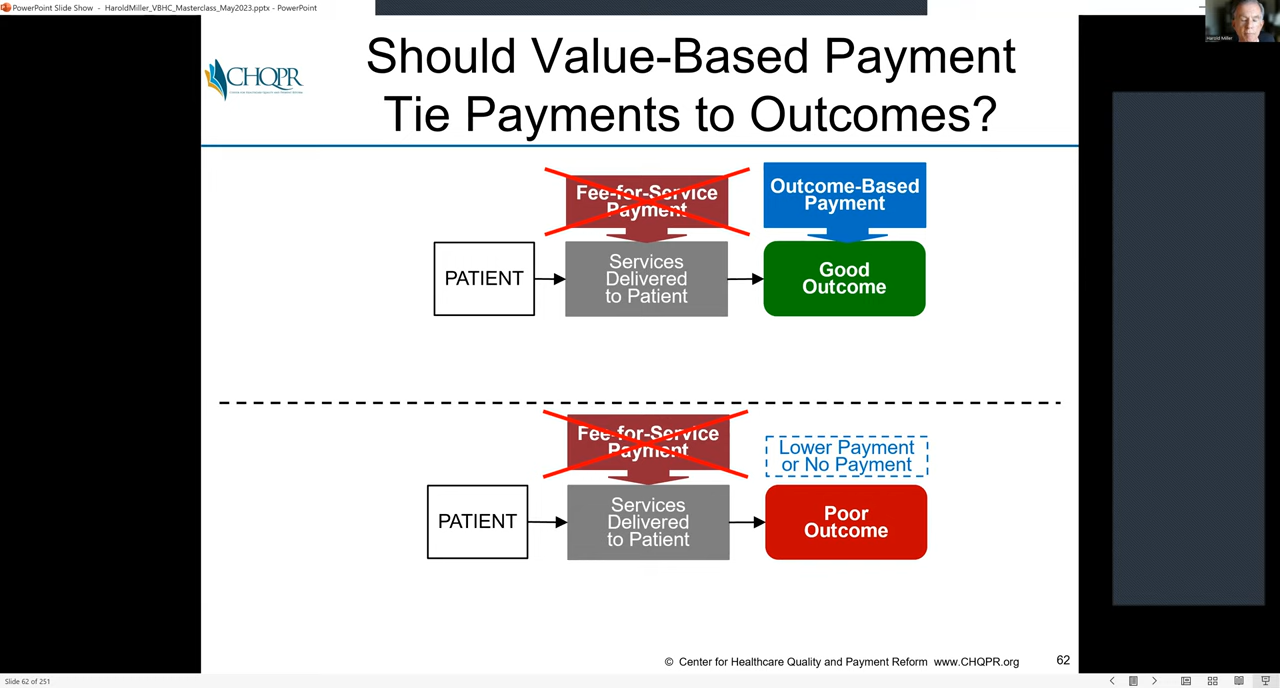 PowerPoint Slide Show - HaroldMiller_VBHC_Masterclass_May2023.pptx - PowerPoint
Harold Miller
CHQPR
Should Value-Based Payment
Tie Payments to Outcomes?
Fee-for-Service
Payment
Outcome-Based
Payment
PATIENT
Services
Delivered
to Patient
Good
Outcome
Fee-for-Service
Payment
Lower Payment
or No Payment
PATIENT
Services
Delivered
to Patient
Poor
Outcome
© Center for Healthcare Quality and Payment Reform www.CHQPR.org
62
Slide 62 of 251